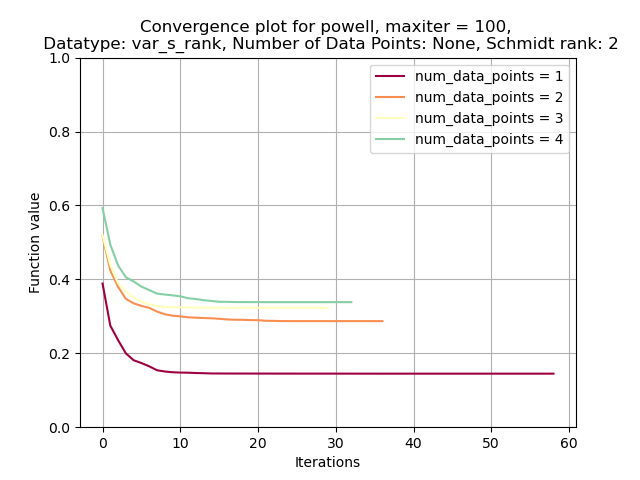 Convergence plot for powell, maxiter = 100,
Datatype: var_s_rank, Number of Data Points: None, Schmidt rank: 2
1.0
0.8
0.6
0.4
0.2
0.0
Function value
num_data_points = 1
num_data_points = 2
num_data_points = 3
num_data_points = 4
0 10 20 30 40 50 60
Iterations